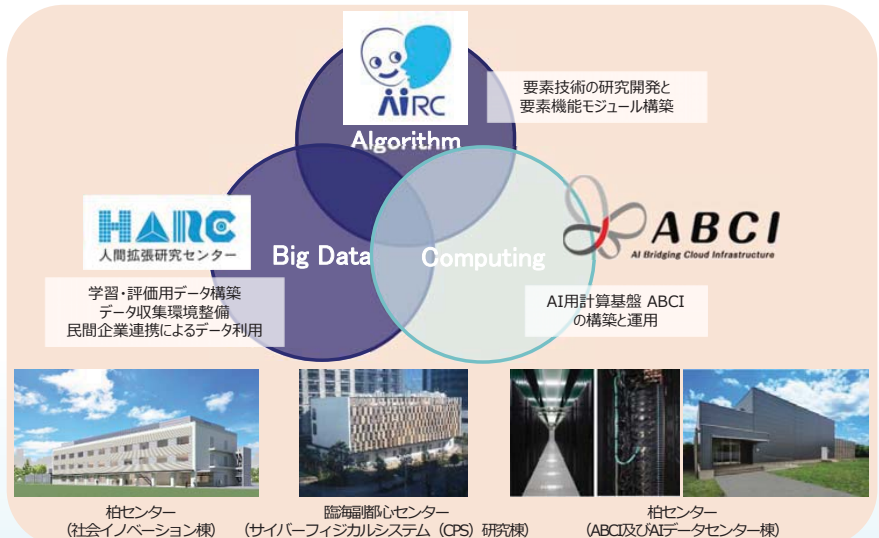 AIRC
Algorithm
要素技術の研究開発と
要素機能モジュール構築
HARC
人間拡張研究センター
Big Data
Computing
ABCI
AI Bridging Cloud Infrastructure
学習・評価用データ構築
データ収集環境整備
民間企業連携によるデータ利用
AI用計算基盤 ABCI
の構築と運用
柏センター
（社会イノベーション棟）
臨海副都心センター
（サイバーフィジカルシステム（CPS）研究棟）
柏センター
（ABCI及びAIデータセンター棟）